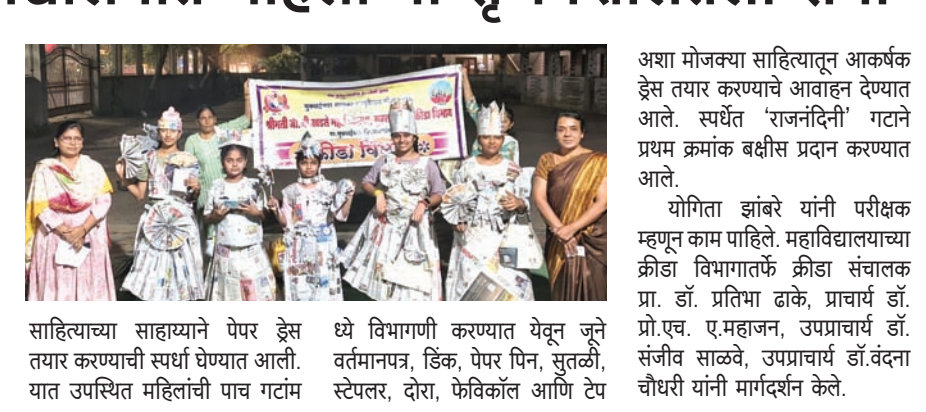 श्रीमती जी. जी. खडसे
क्रीडा विभाग
साहित्याच्या साहाय्याने पेपर ड्रेस
तयार करण्याची स्पर्धा घेण्यात आली.
यात उपस्थित महिलांची पाच गटांम
ध्ये विभागणी करण्यात येवून जूने
वर्तमानपत्र, डिंक, पेपर पिन, सुतळी,
स्टेपलर, दोरा, फेविकॉल आणि टेप
अशा मोजक्या साहित्यातून आकर्षक
ड्रेस तयार करण्याचे आवाहन देण्यात
आले. स्पर्धेत ‘राजनंदिनी’ गटाने
प्रथम क्रमांक बक्षीस प्रदान करण्यात
आले.
योगिता झांबरे यांनी परीक्षक
म्हणून काम पाहिले. महाविद्यालयाच्या
क्रीडा विभागातर्फे क्रीडा संचालक
प्रा. डॉ. प्रतिभा ढाके, प्राचार्य डॉ.
प्रो.एच. ए.महाजन, उपप्राचार्य डॉ.
संजीव साळवे, उपप्राचार्य डॉ.वंदना
चौधरी यांनी मार्गदर्शन केले.